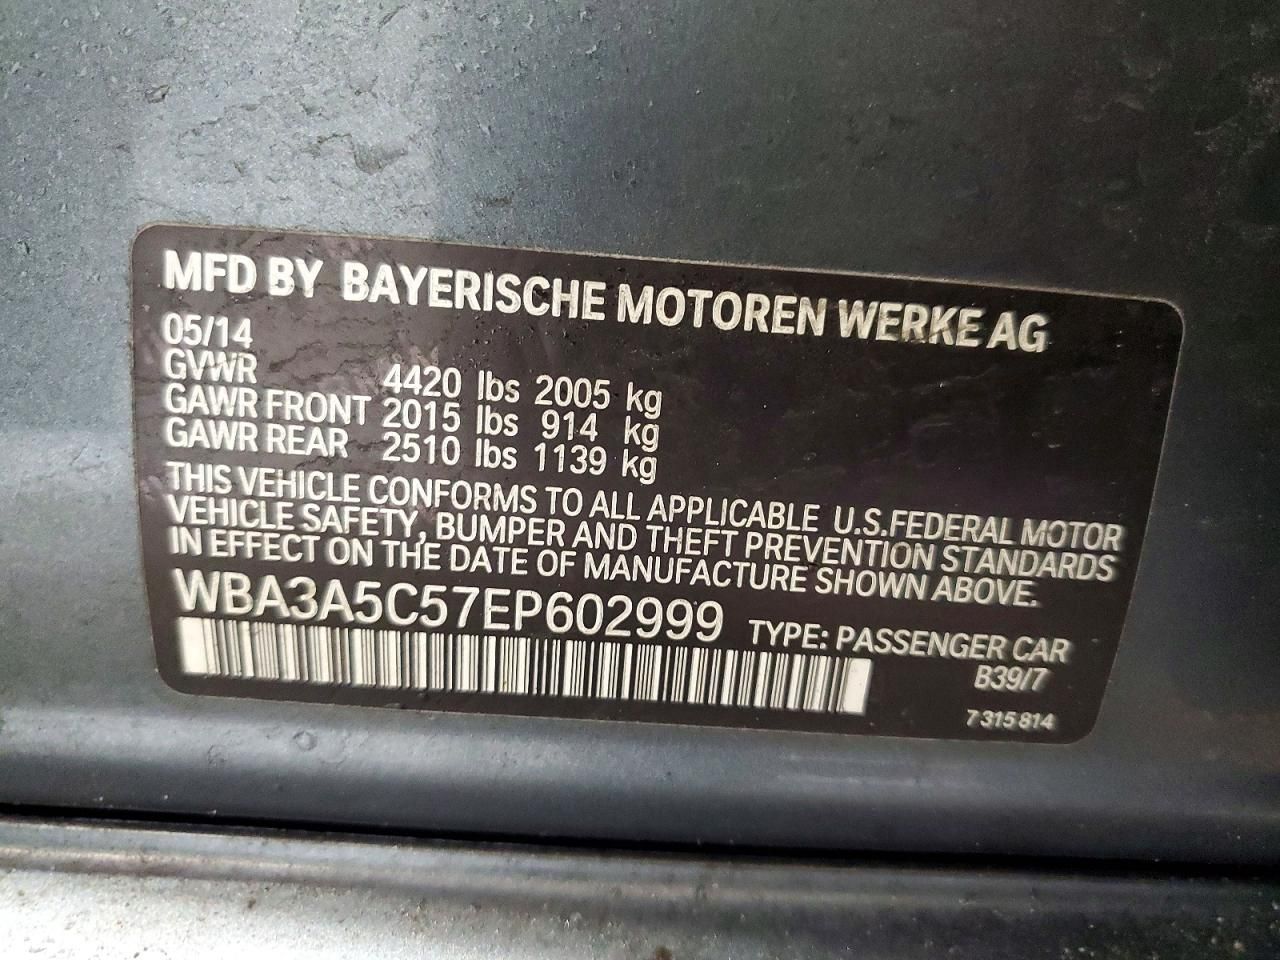 MFD BY BAYERISCHE MOTOREN WERKE AG
05/14
GVWR 4420 lbs 2005 kg
GAWR FRONT 2015 lbs 914 kg
GAWR REAR 2510 lbs 1139 kg
THIS VEHICLE CONFORMS TO ALL APPLICABLE U.S.FEDERAL MOTOR
VEHICLE SAFETY, BUMPER AND THEFT PREVENTION STANDARDS
IN EFFECT ON THE DATE OF MANUFACTURE SHOWN ABOVE.
WBA3A5C57EP602999 TYPE: PASSENGER CAR
B39/7
7 315 814